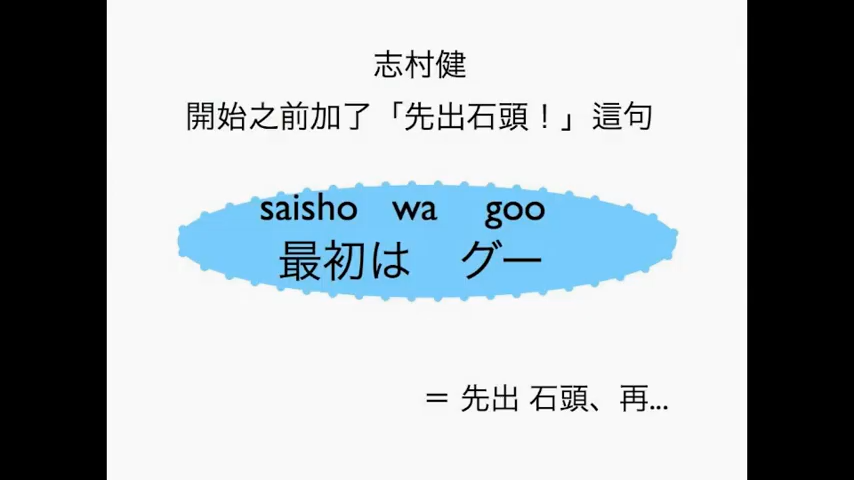 志村健
開始之前加了「先出石頭！」這句
saisho wa goo
最初は グー
＝ 先出 石頭、再...